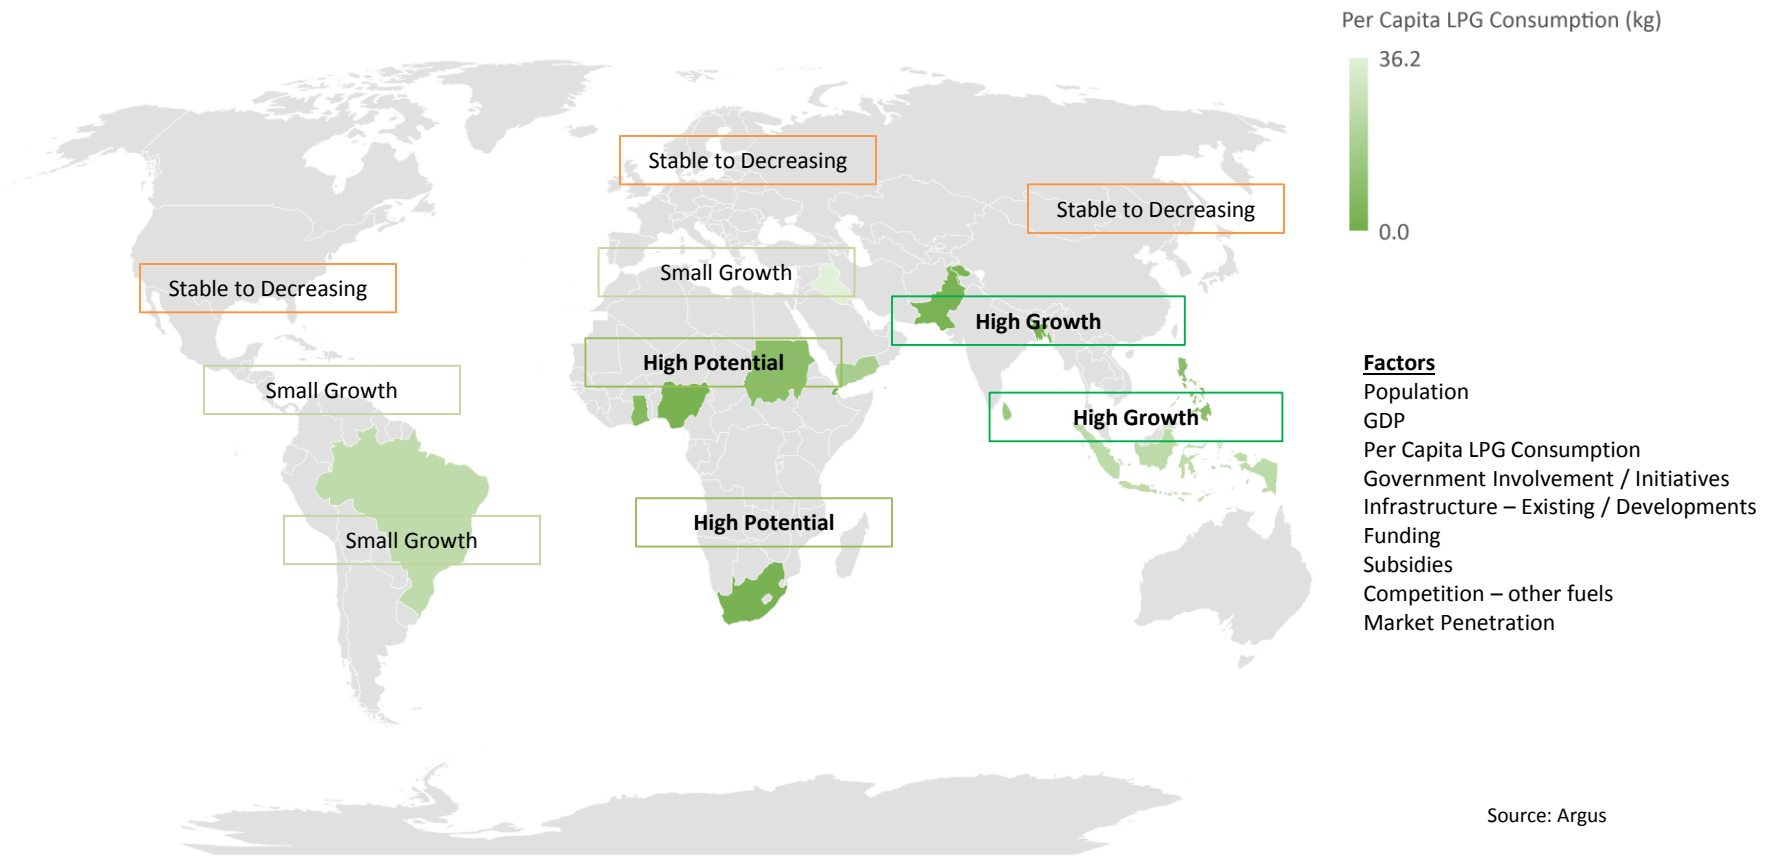 Per Capita LPG Consumption (kg)
36.2
0.0
Stable to Decreasing
Stable to Decreasing
Small Growth
Stable to Decreasing
High Growth
High Potential
Small Growth
High Growth
High Potential
Small Growth
Factors
Population
GDP
Per Capita LPG Consumption
Government Involvement / Initiatives
Infrastructure – Existing / Developments
Funding
Subsidies
Competition – other fuels
Market Penetration
Source: Argus